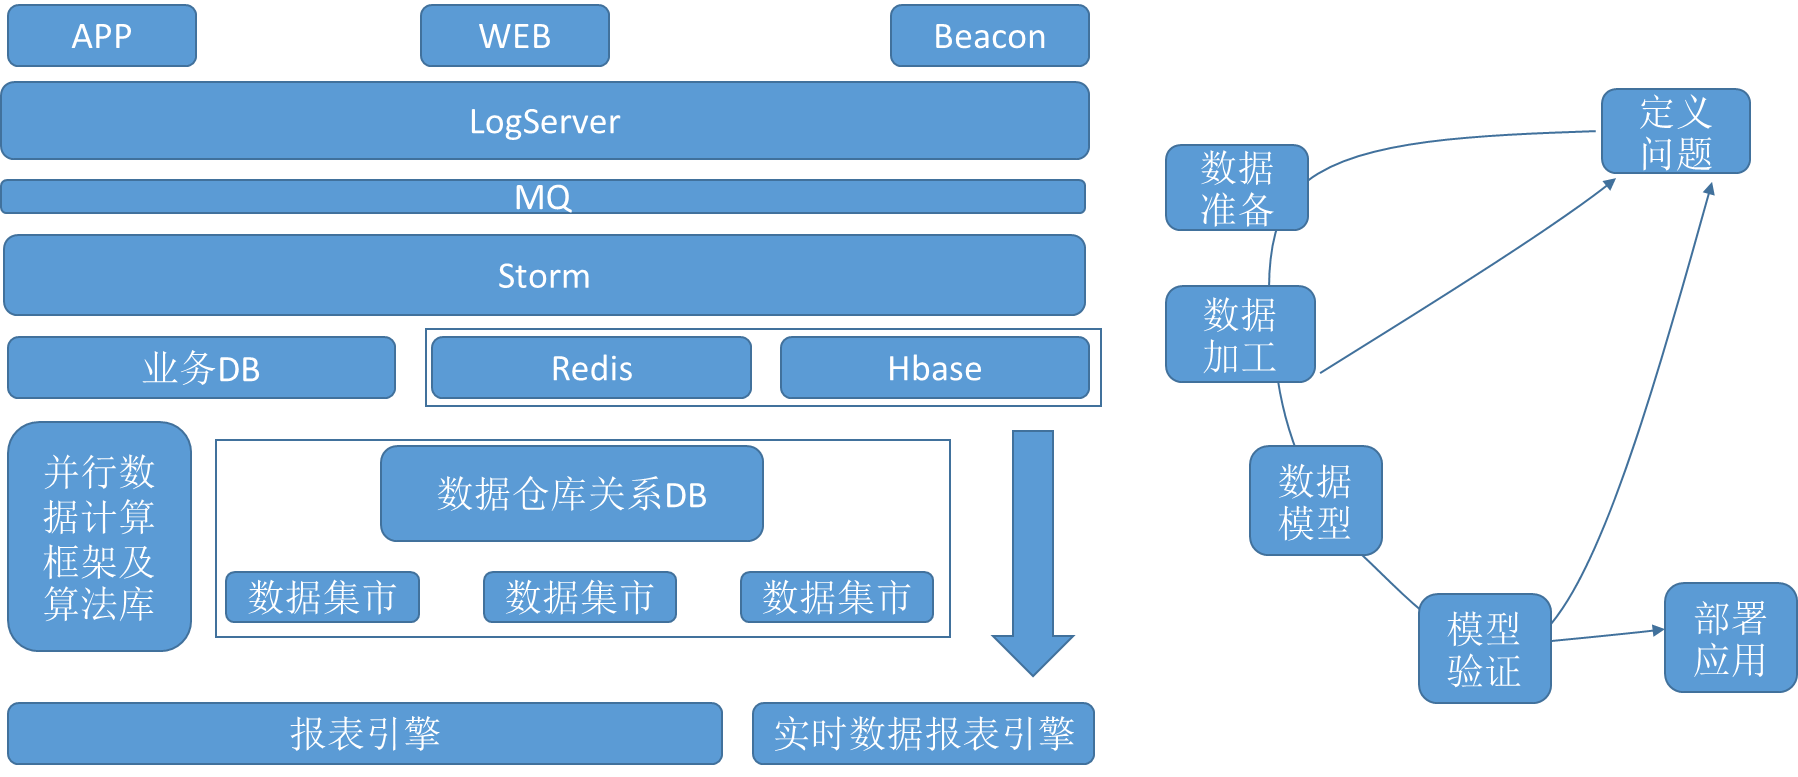 APP
WEB
Beacon
LogServer
MQ
Storm
业务DB
Redis
Hbase
并行数
据计算
框架及
算法库
数据仓库关系DB
数据集市
数据集市
数据集市
报表引擎
实时数据报表引擎
定义
问题
数据
准备
数据
加工
数据
模型
模型
验证
部署
应用